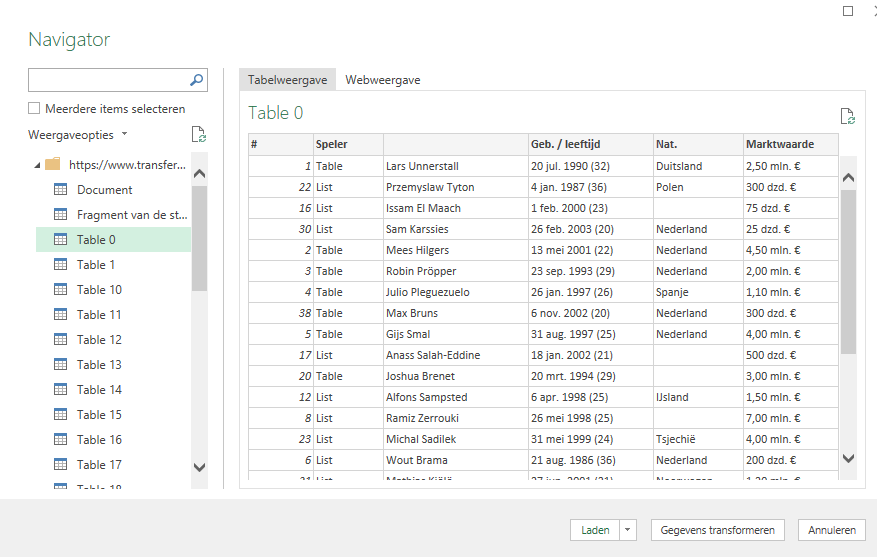 Navigator
Meerdere items selecteren
Weergaveopties
https://www.transfer...
Document
Fragment van de st...
Table 0
Table 1
Table 10
Table 11
Table 12
Table 13
Table 14
Table 15
Table 16
Table 17
Tabelweergave Webweergave
Table 0
# Speler Geb. / leeftijd Nat. Marktwaarde
1 Table Lars Unnerstall 20 jul. 1990 (32) Duitsland 2,50 mln. €
22 List Przemyslaw Tyton 4 jan. 1987 (36) Polen 300 dzd. €
16 List Issam El Maach 1 feb. 2000 (23) 75 dzd. €
30 List Sam Karssies 26 feb. 2003 (20) Nederland 25 dzd. €
2 Table Mees Hilgers 13 mei 2001 (22) Nederland 4,50 mln. €
3 Table Robin Pröpper 23 sep. 1993 (29) Nederland 2,00 mln. €
4 Table Julio Pleguezuelo 26 jan. 1997 (26) Spanje 1,10 mln. €
38 Table Max Bruns 6 nov. 2002 (20) Nederland 300 dzd. €
5 Table Gijs Smal 31 aug. 1997 (25) Nederland 4,00 mln. €
17 List Anass Salah-Eddine 18 jan. 2002 (21) 500 dzd. €
20 Table Joshua Brenet 20 mrt. 1994 (29) 3,00 mln. €
12 List Alfons Sampsted 6 apr. 1998 (25) IJsland 1,50 mln. €
8 List Ramiz Zerrouki 26 mei 1998 (25) 7,00 mln. €
23 List Michal Sadilek 31 mei 1999 (24) Tsjechië 4,00 mln. €
6 List Wout Brama 21 aug. 1986 (36) Nederland 200 dzd. €
Laden Gegevens transformeren Annuleren